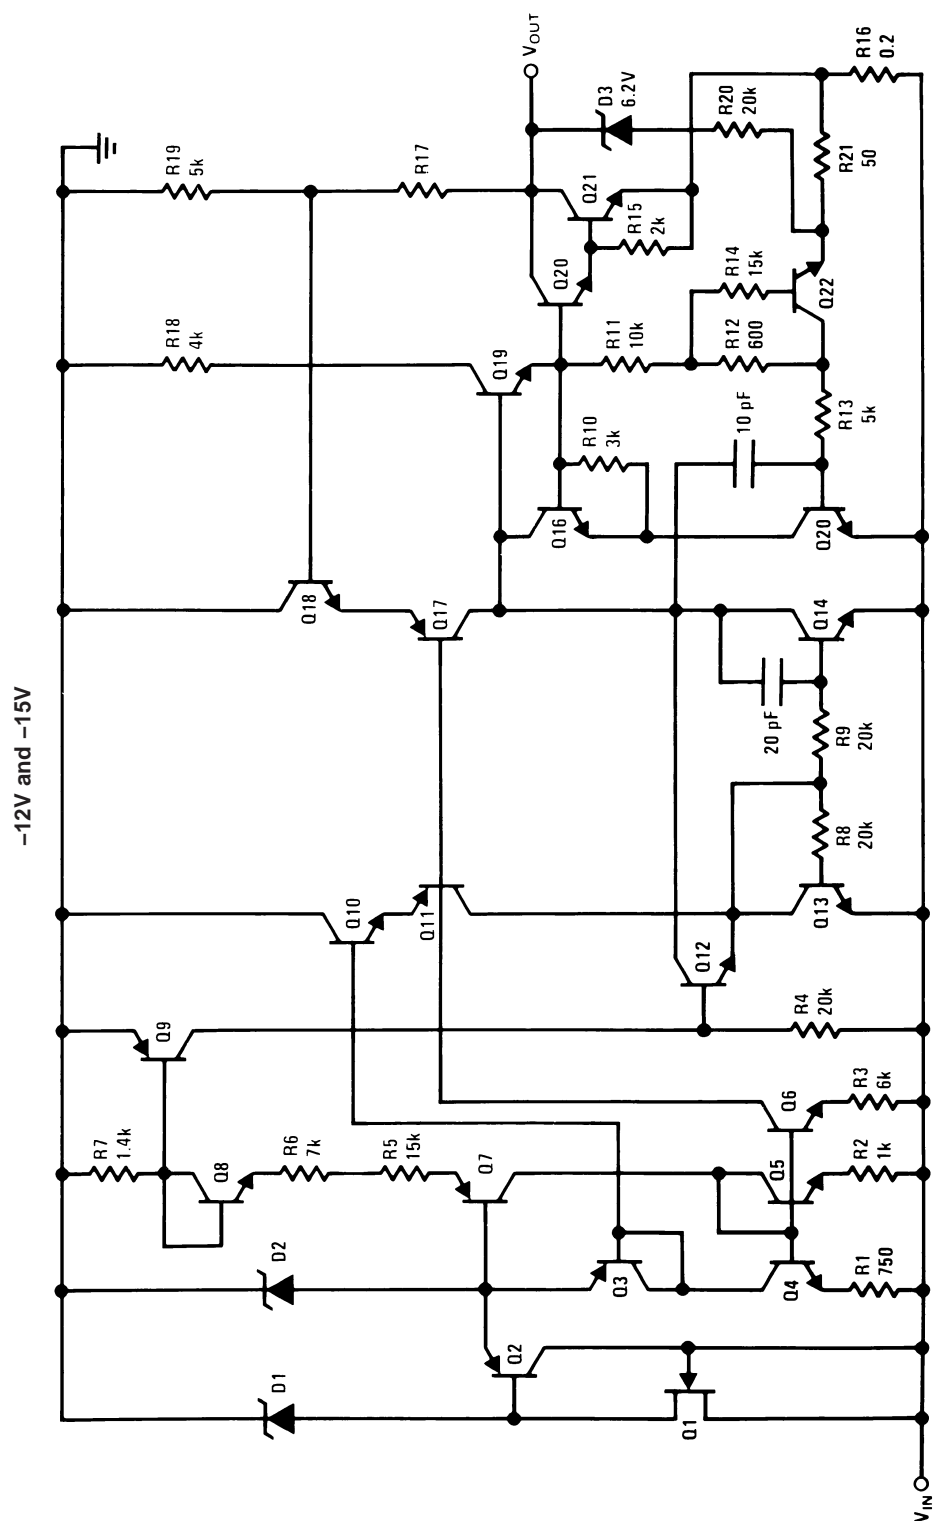 –12V and –15V
VOUT
D3
6.2V
R16
0.2
R20
20k
R21
50
R19
5k
R17
Q21
R15
2k
Q20
R14
15k
Q22
R18
4k
Q19
R11
10k
R12
600
R13
5k
R10
3k
10 pF
Q16
Q20
Q18
Q17
Q14
20 pF
R9
20k
R8
20k
Q10
Q11
Q12
Q13
Q9
R4
20k
R7
1.4k
Q8
R6
7k
R5
15k
Q7
Q6
R3
6k
Q5
R2
1k
D2
Q3
Q4
R1
750
D1
Q2
Q1
VIN